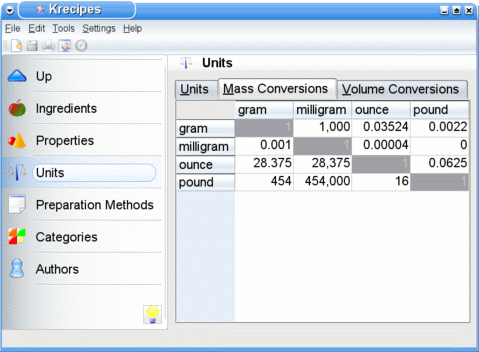 Krecipes
File Edit Tools Settings Help
Up
Ingredients
Properties
Units
Preparation Methods
Categories
Authors
Units
Units Mass Conversions Volume Conversions
gram milligram ounce pound
gram 1 1,000 0.03524 0.0022
milligram 0.001 1 0.00004 0
ounce 28.375 28,375 1 0.0625
pound 454 454,000 16 1